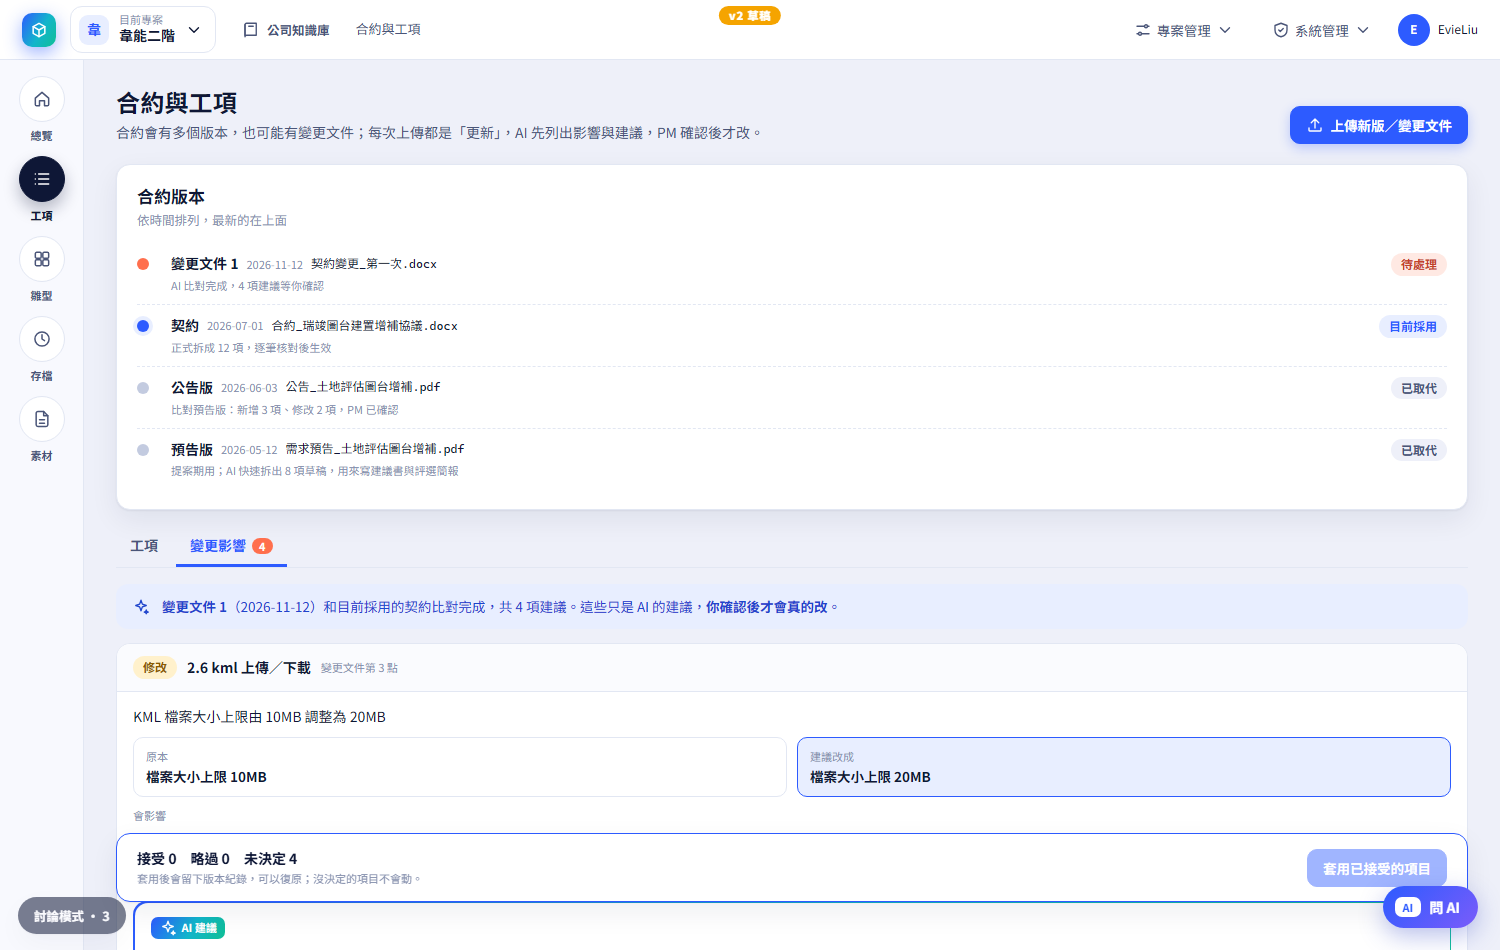 v2 草稿
韋
目前專案
韋能二階
公司知識庫
合約與工項
專案管理
系統管理
E
EvieLiu
總覽
工項
雛型
存檔
素材
合約與工項
合約會有多個版本，也可能有變更文件；每次上傳都是「更新」，AI 先列出影響與建議，PM 確認後才改。
上傳新版／變更文件
合約版本
依時間排列，最新的在上面
變更文件 1 2026-11-12 契約變更_第一次.docx
待處理
AI 比對完成，4 項建議等你確認
契約 2026-07-01 合約_瑞竣圖台建置增補協議.docx
目前採用
正式拆成 12 項，逐筆核對後生效
公告版 2026-06-03 公告_土地評估圖台增補.pdf
已取代
比對預告版：新增 3 項、修改 2 項，PM 已確認
預告版 2026-05-12 需求預告_土地評估圖台增補.pdf
已取代
提案期用；AI 快速拆出 8 項草稿，用來寫建議書與評選簡報
工項
變更影響 4
變更文件 1（2026-11-12）和目前採用的契約比對完成，共 4 項建議。這些只是 AI 的建議，你確認後才會真的改。
修改 2.6 kml 上傳／下載 變更文件第 3 點
KML 檔案大小上限由 10MB 調整為 20MB
原本
檔案大小上限 10MB
建議改成
檔案大小上限 20MB
會影響
接受 0 略過 0 未決定 4
套用後會留下版本紀錄，可以復原；沒決定的項目不會動。
套用已接受的項目
討論模式 · 3
AI 問 AI
AI 建議